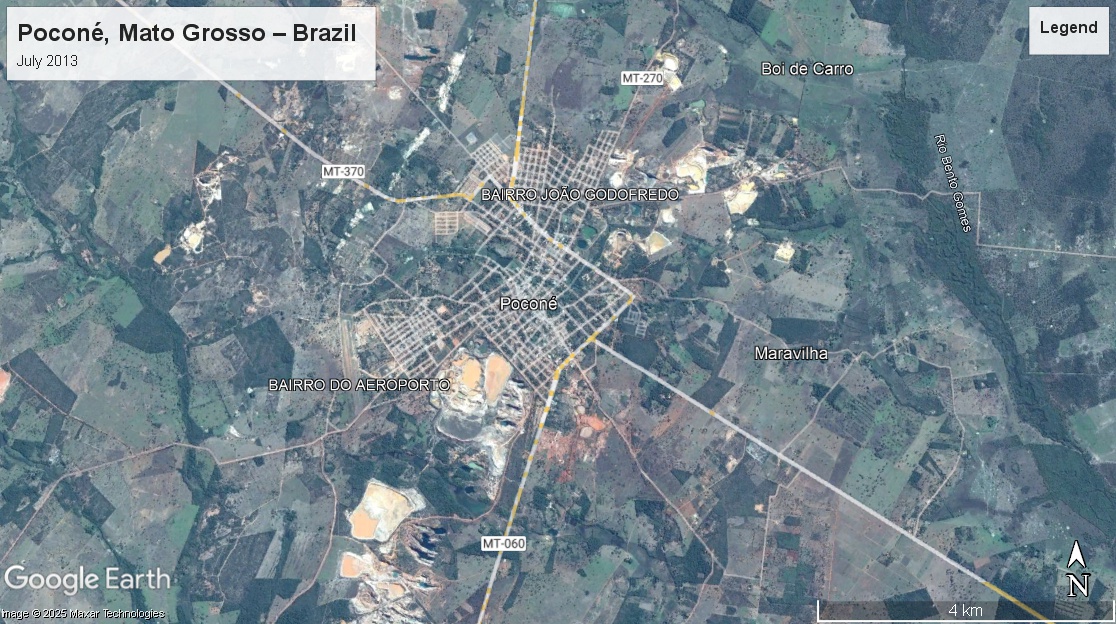 Poconé, Mato Grosso – Brazil
July 2013
Legend
Boi de Carro
MT-270
Rio Bento Gomes
MT-370
BAIRRO JOÃO GODOFREDO
Poconé
Maravilha
BAIRRO DO AEROPORTO
MT-060
N
Google Earth
4 km
mage © 2025 Maxar Technologies